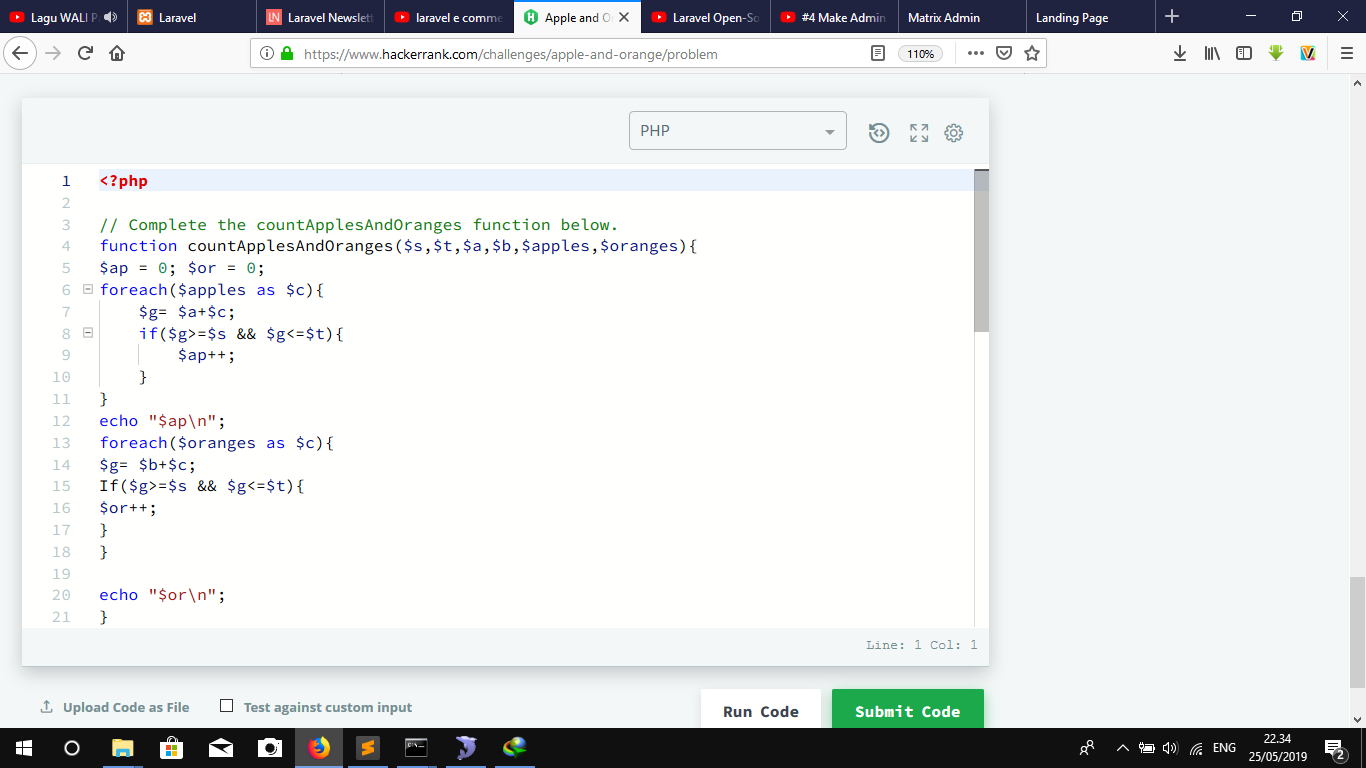 Lagu WALI P
Laravel
LN Laravel Newslett
laravel e comme
Apple and O
Laravel Open-So
#4 Make Admin
Matrix Admin
Landing Page
https://www.hackerrank.com/challenges/apple-and-orange/problem
110%
PHP
1 <?php
2
3 // Complete the countApplesAndOranges function below.
4 function countApplesAndOranges($s,$t,$a,$b,$apples,$oranges){
5 $ap = 0; $or = 0;
6 foreach($apples as $c){
7 $g= $a+$c;
8 if($g>=$s && $g<=$t){
9 $ap++;
10 }
11 }
12 echo "$ap\n";
13 foreach($oranges as $c){
14 $g= $b+$c;
15 If($g>=$s && $g<=$t){
16 $or++;
17 }
18 }
19
20 echo "$or\n";
21 }
Line: 1 Col: 1
Upload Code as File
Test against custom input
Run Code
Submit Code
ENG
22.34
25/05/2019
2